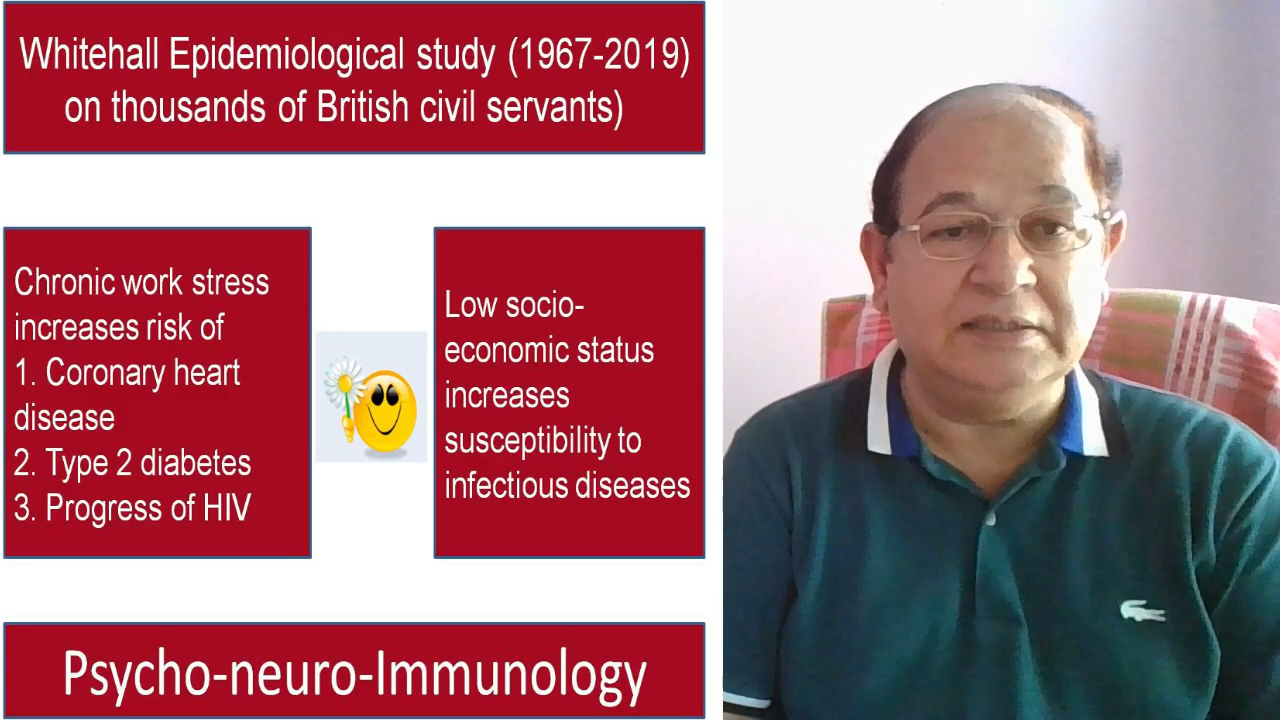 Whitehall Epidemiological study (1967-2019)
on thousands of British civil servants)
Chronic work stress
increases risk of
1. Coronary heart
disease
2. Type 2 diabetes
3. Progress of HIV
Low socio-
economic status
increases
susceptibility to
infectious diseases
Psycho-neuro-Immunology